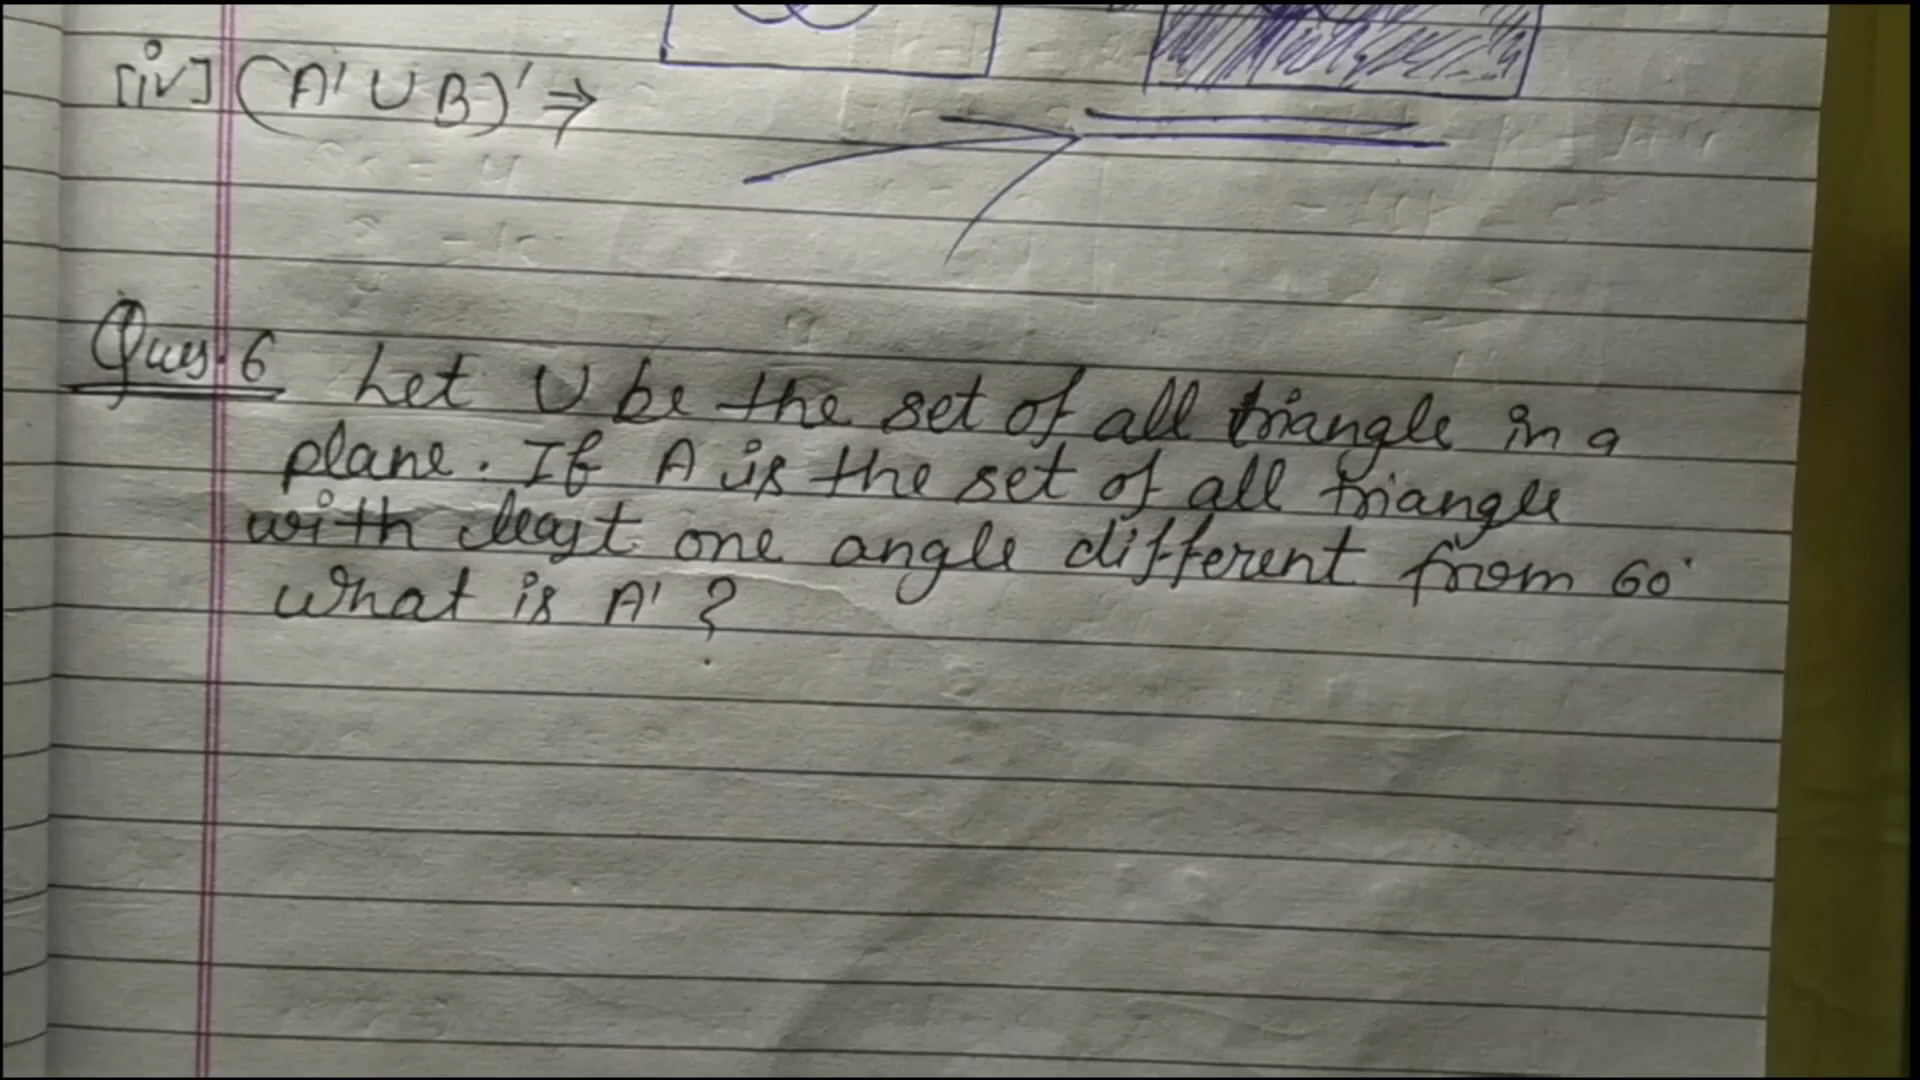 [iv] (A' ∪ B)' ⇒
Ques. 6 Let U be the set of all triangle in a
plane. If A is the set of all triangle
with least one angle different from 60°
what is A' ?